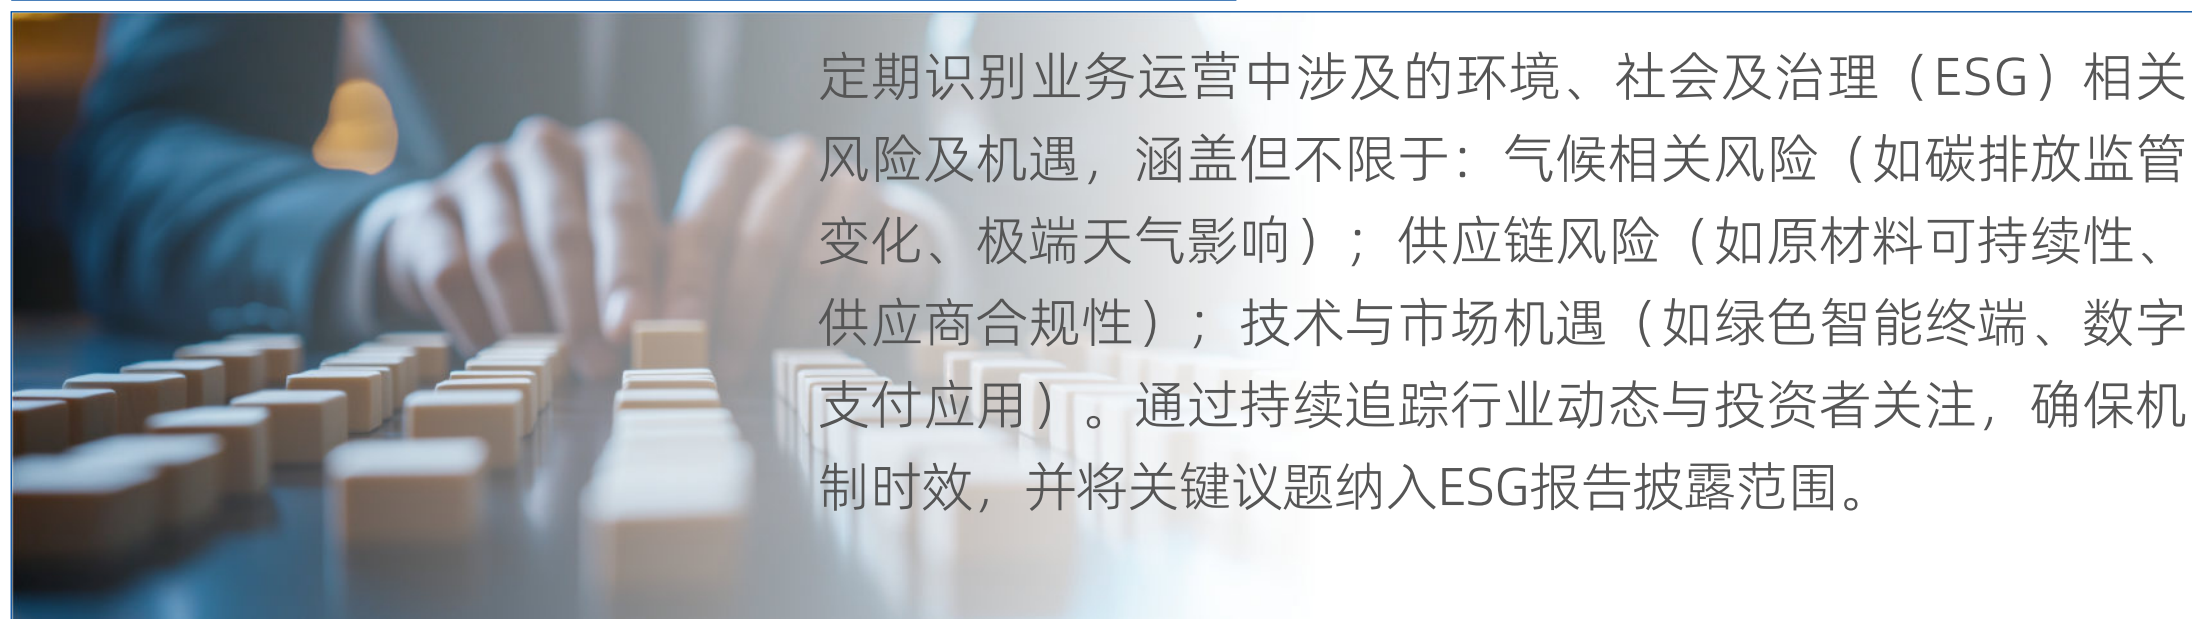 定期识别业务运营中涉及的环境、社会及治理（ESG）相关
风险及机遇，涵盖但不限于：气候相关风险（如碳排放监管
变化、极端天气影响）；供应链风险（如原材料可持续性、
供应商合规性）；技术与市场机遇（如绿色智能终端、数字
支付应用）。通过持续追踪行业动态与投资者关注，确保机
制时效，并将关键议题纳入ESG报告披露范围。